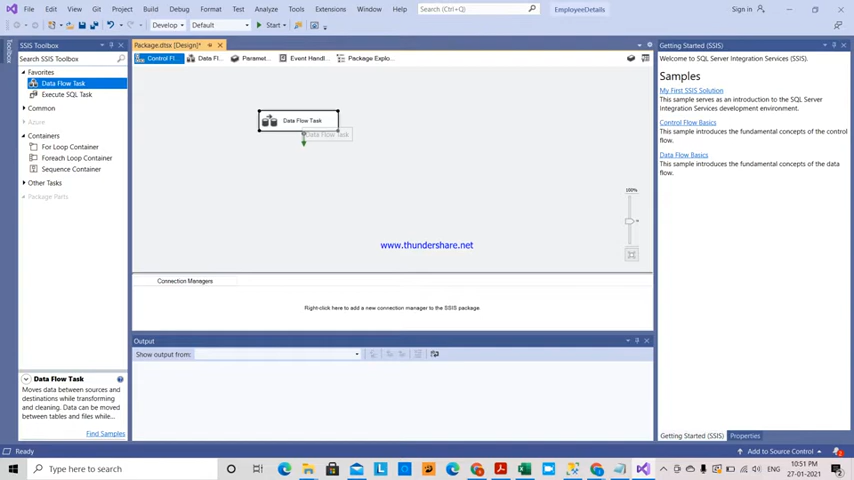 File Edit View Git Project Build Debug Format Test Analyze Tools Extensions Window Help Search (Ctrl+Q) EmployeeDetails Sign in
Develop Default Start
SSIS Toolbox
SSIS Toolbox
Search SSIS Toolbox
Favorites
Data Flow Task
Execute SQL Task
Common
Azure
Containers
For Loop Container
Foreach Loop Container
Sequence Container
Other Tasks
Package Parts
Data Flow Task
Moves data between sources and
destinations while transforming
and cleaning. Data can be moved
between tables and files while...
Find Samples
Package.dtsx [Design]*
Control Fl... Data Fl... Paramet... Event Handl... Package Explo...
Data Flow Task
Data Flow Task
100%
www.thundershare.net
Connection Managers
Right-click here to add a new connection manager to the SSIS package.
Output
Show output from:
Getting Started (SSIS)
Welcome to SQL Server Integration Services (SSIS).
Samples
My First SSIS Solution
This sample serves as an introduction to the SQL Server
Integration Services development environment.
Control Flow Basics
This sample introduces the fundamental concepts of the control
flow.
Data Flow Basics
This sample introduces the fundamental concepts of the data
flow.
Getting Started (SSIS) Properties
Ready
Add to Source Control
Type here to search
ENG
10:51 PM
27-01-2021